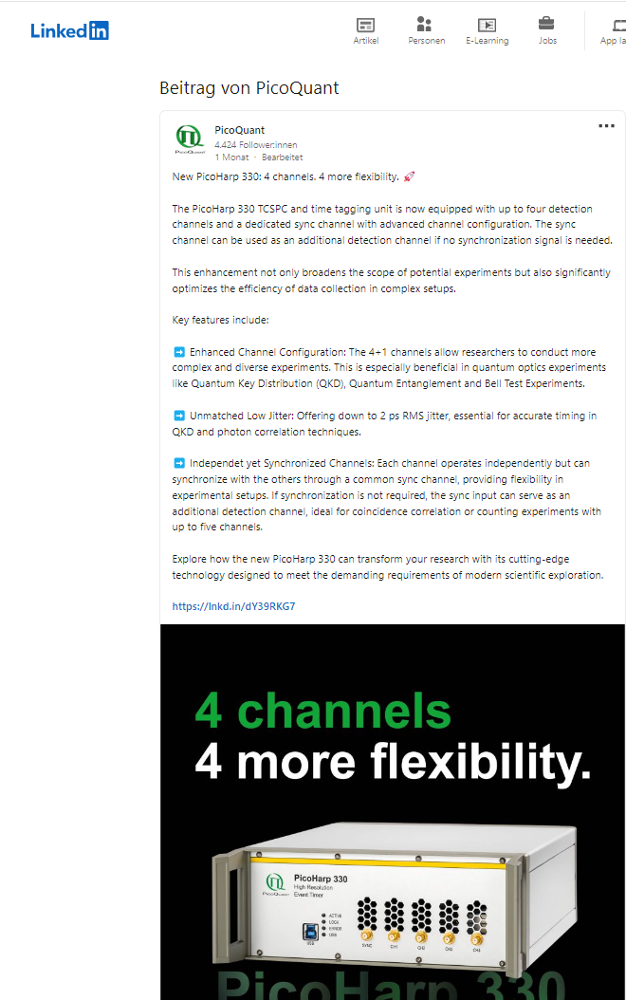 LinkedIn
Artikel
Personen
E-Learning
Jobs
App la
Beitrag von PicoQuant
PicoQuant
PicoQuant
4.424 Follower:innen
1 Monat · Bearbeitet
New PicoHarp 330: 4 channels. 4 more flexibility. 🚀
The PicoHarp 330 TCSPC and time tagging unit is now equipped with up to four detection
channels and a dedicated sync channel with advanced channel configuration. The sync
channel can be used as an additional detection channel if no synchronization signal is needed.
This enhancement not only broadens the scope of potential experiments but also significantly
optimizes the efficiency of data collection in complex setups.
Key features include:
➡️ Enhanced Channel Configuration: The 4+1 channels allow researchers to conduct more
complex and diverse experiments. This is especially beneficial in quantum optics experiments
like Quantum Key Distribution (QKD), Quantum Entanglement and Bell Test Experiments.
➡️ Unmatched Low Jitter: Offering down to 2 ps RMS jitter, essential for accurate timing in
QKD and photon correlation techniques.
➡️ Independet yet Synchronized Channels: Each channel operates independently but can
synchronize with the others through a common sync channel, providing flexibility in
experimental setups. If synchronization is not required, the sync input can serve as an
additional detection channel, ideal for coincidence correlation or counting experiments with
up to five channels.
Explore how the new PicoHarp 330 can transform your research with its cutting-edge
technology designed to meet the demanding requirements of modern scientific exploration.
https://lnkd.in/dY39RKG7
4 channels
4 more flexibility.
PicoQuant
PicoHarp 330
High Resolution
Event Timer
ACTIVE
LOCK
ERROR
USB
USB
SYNC
CH1
CH2
CH3
CH4
PicoHarp 330